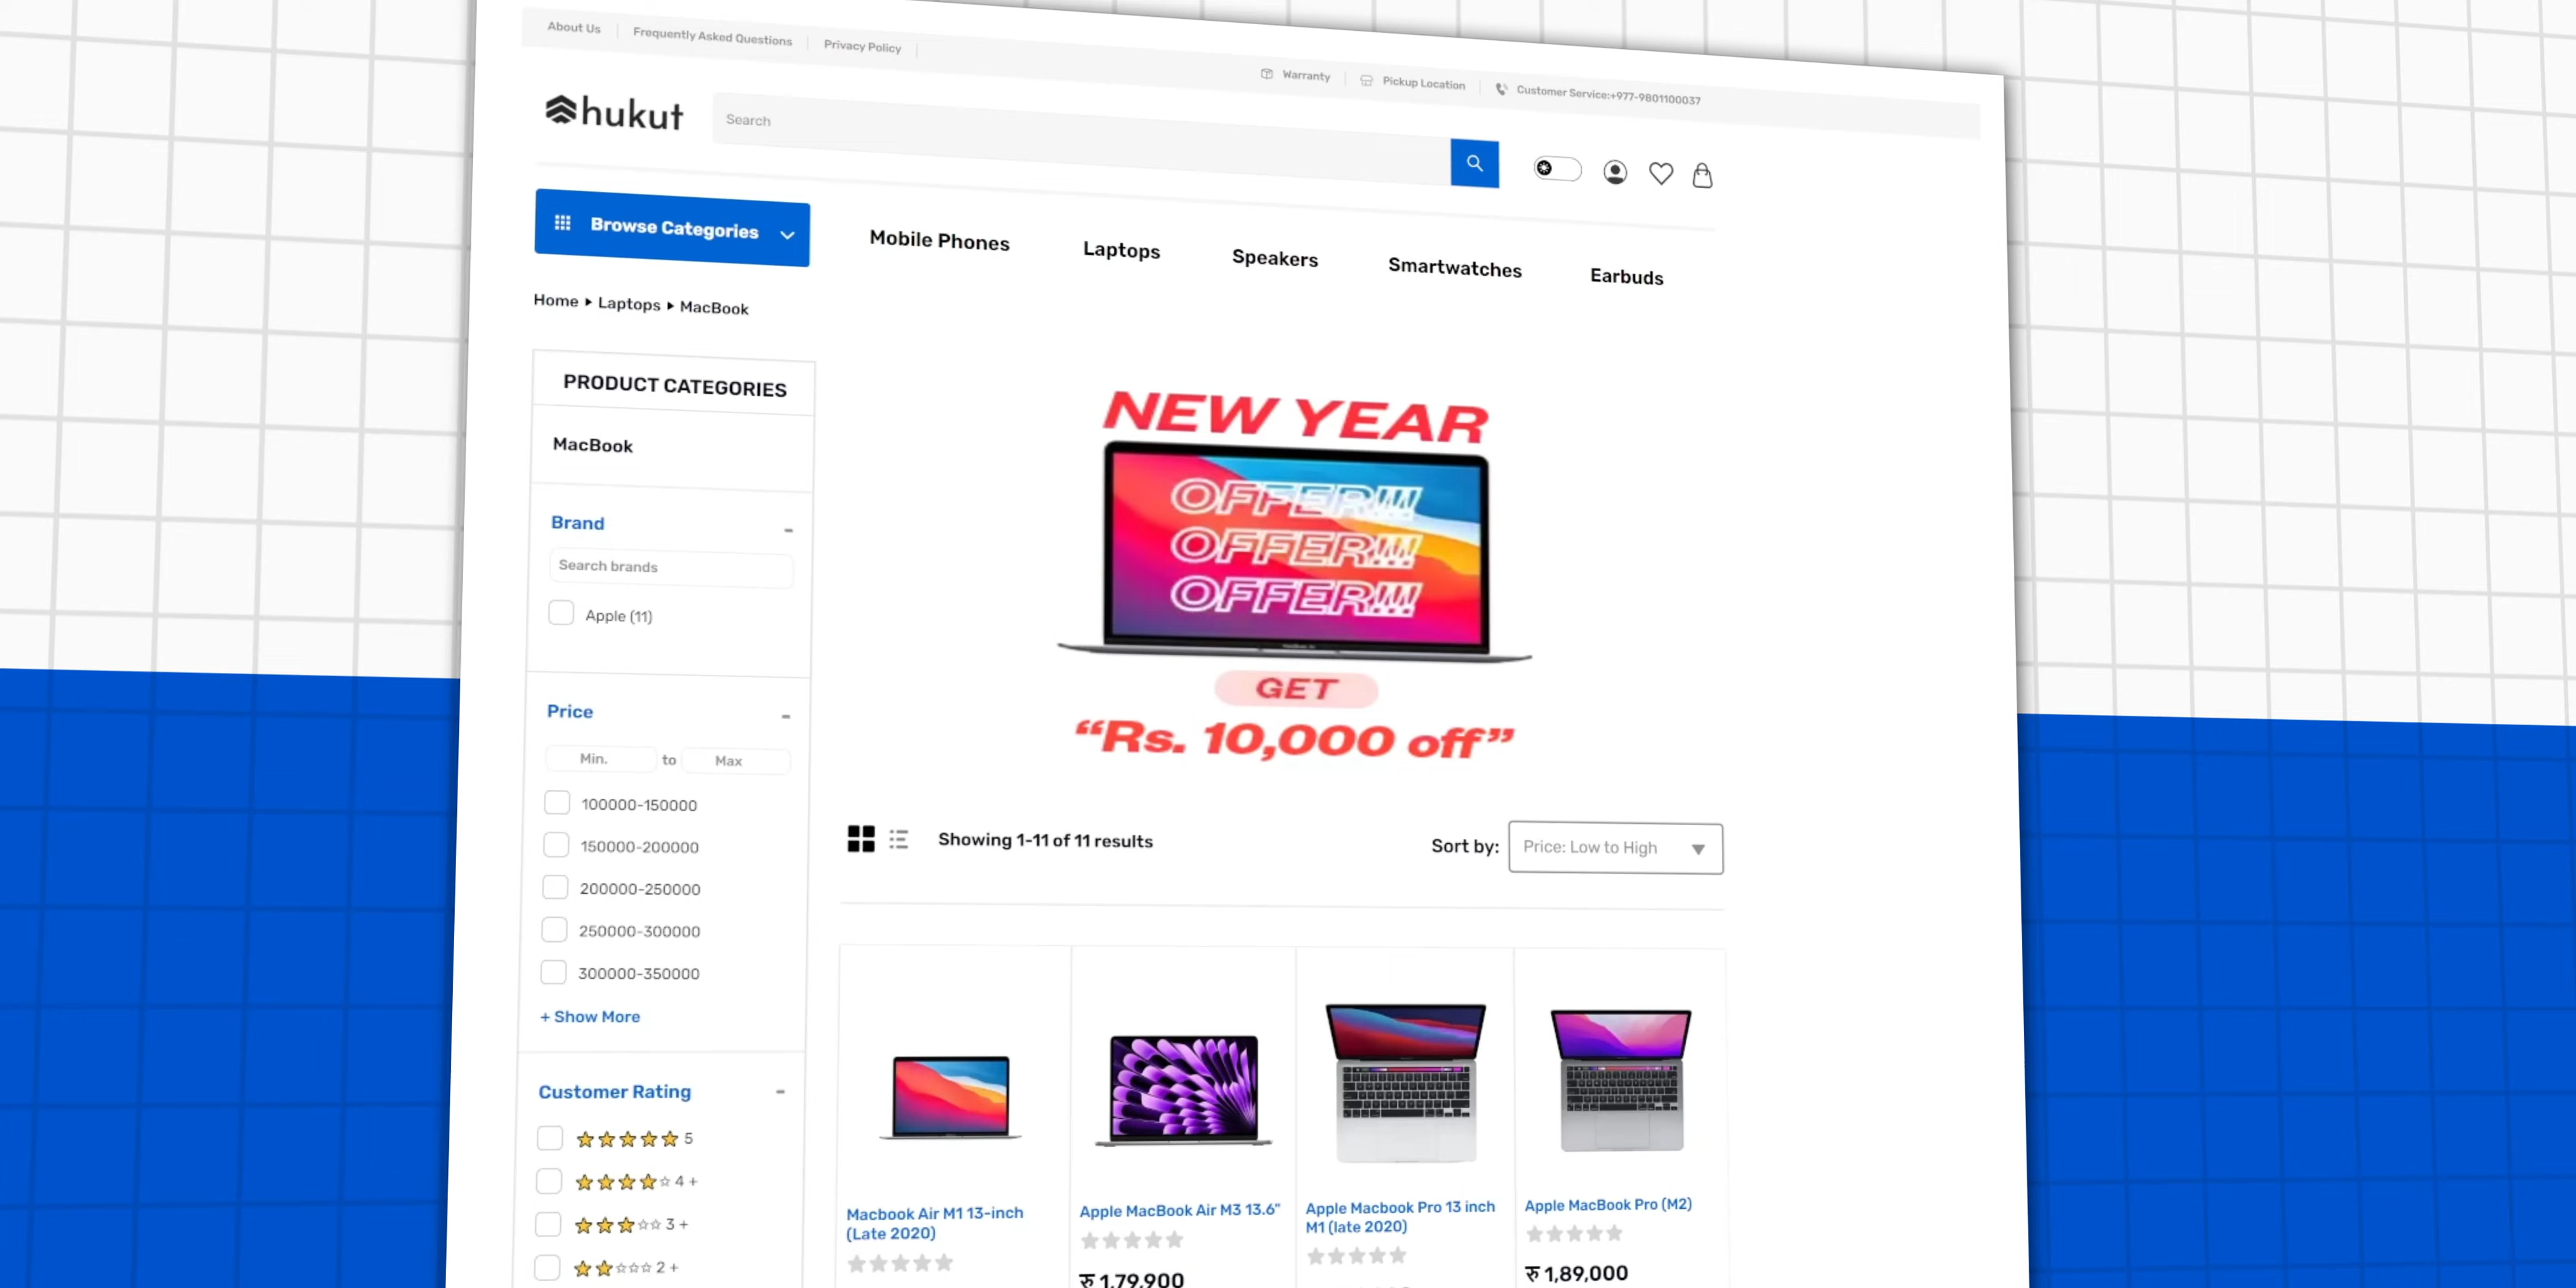 About Us
Frequently Asked Questions
Privacy Policy
Warranty
Pickup Location
Customer Service:+977-9801100037
hukut
Search
Browse Categories
Mobile Phones
Laptops
Speakers
Smartwatches
Earbuds
Home ▸ Laptops ▸ MacBook
PRODUCT CATEGORIES
MacBook
Brand
Search brands
Apple (11)
Price
Min. to Max
100000-150000
150000-200000
200000-250000
250000-300000
300000-350000
+ Show More
Customer Rating
5
4 +
3 +
2 +
NEW YEAR
OFFER!!!
OFFER!!!
OFFER!!!
GET
“Rs. 10,000 off”
Showing 1-11 of 11 results
Sort by: Price: Low to High
Macbook Air M1 13-inch
(Late 2020)
Apple MacBook Air M3 13.6"
रु 1,79,900
Apple Macbook Pro 13 inch
M1 (late 2020)
Apple MacBook Pro (M2)
रु 1,89,000